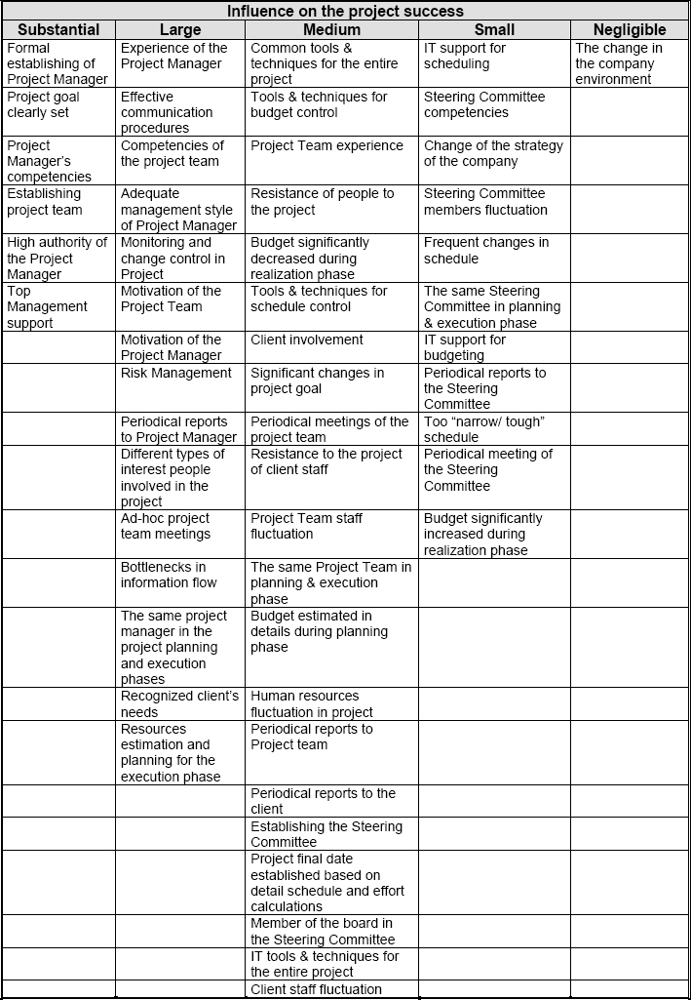 Influence on the project success
Substantial Large Medium Small Negligible
Formal establishing of Project Manager
Experience of the Project Manager
Common tools & techniques for the entire project
IT support for scheduling
The change in the company environment
Project goal clearly set
Effective communication procedures
Tools & techniques for budget control
Steering Committee competencies
Project Manager's competencies
Competencies of the project team
Project Team experience
Change of the strategy of the company
Establishing project team
Adequate management style of Project Manager
Resistance of people to the project
Steering Committee members fluctuation
High authority of the Project Manager
Monitoring and change control in Project
Budget significantly decreased during realization phase
Frequent changes in schedule
Top Management support
Motivation of the Project Team
Tools & techniques for schedule control
The same Steering Committee in planning & execution phase
Motivation of the Project Manager
Client involvement
IT support for budgeting
Risk Management
Significant changes in project goal
Periodical reports to the Steering Committee
Periodical reports to Project Manager
Periodical meetings of the project team
Too "narrow/ tough" schedule
Different types of interest people involved in the project
Resistance to the project of client staff
Periodical meeting of the Steering Committee
Ad-hoc project team meetings
Project Team staff fluctuation
Budget significantly increased during realization phase
Bottlenecks in information flow
The same Project Team in planning & execution phase
The same project manager in the project planning and execution phases
Budget estimated in details during planning phase
Recognized client's needs
Human resources fluctuation in project
Resources estimation and planning for the execution phase
Periodical reports to Project team
Periodical reports to the client
Establishing the Steering Committee
Project final date established based on detail schedule and effort calculations
Member of the board in the Steering Committee
IT tools & techniques for the entire project
Client staff fluctuation